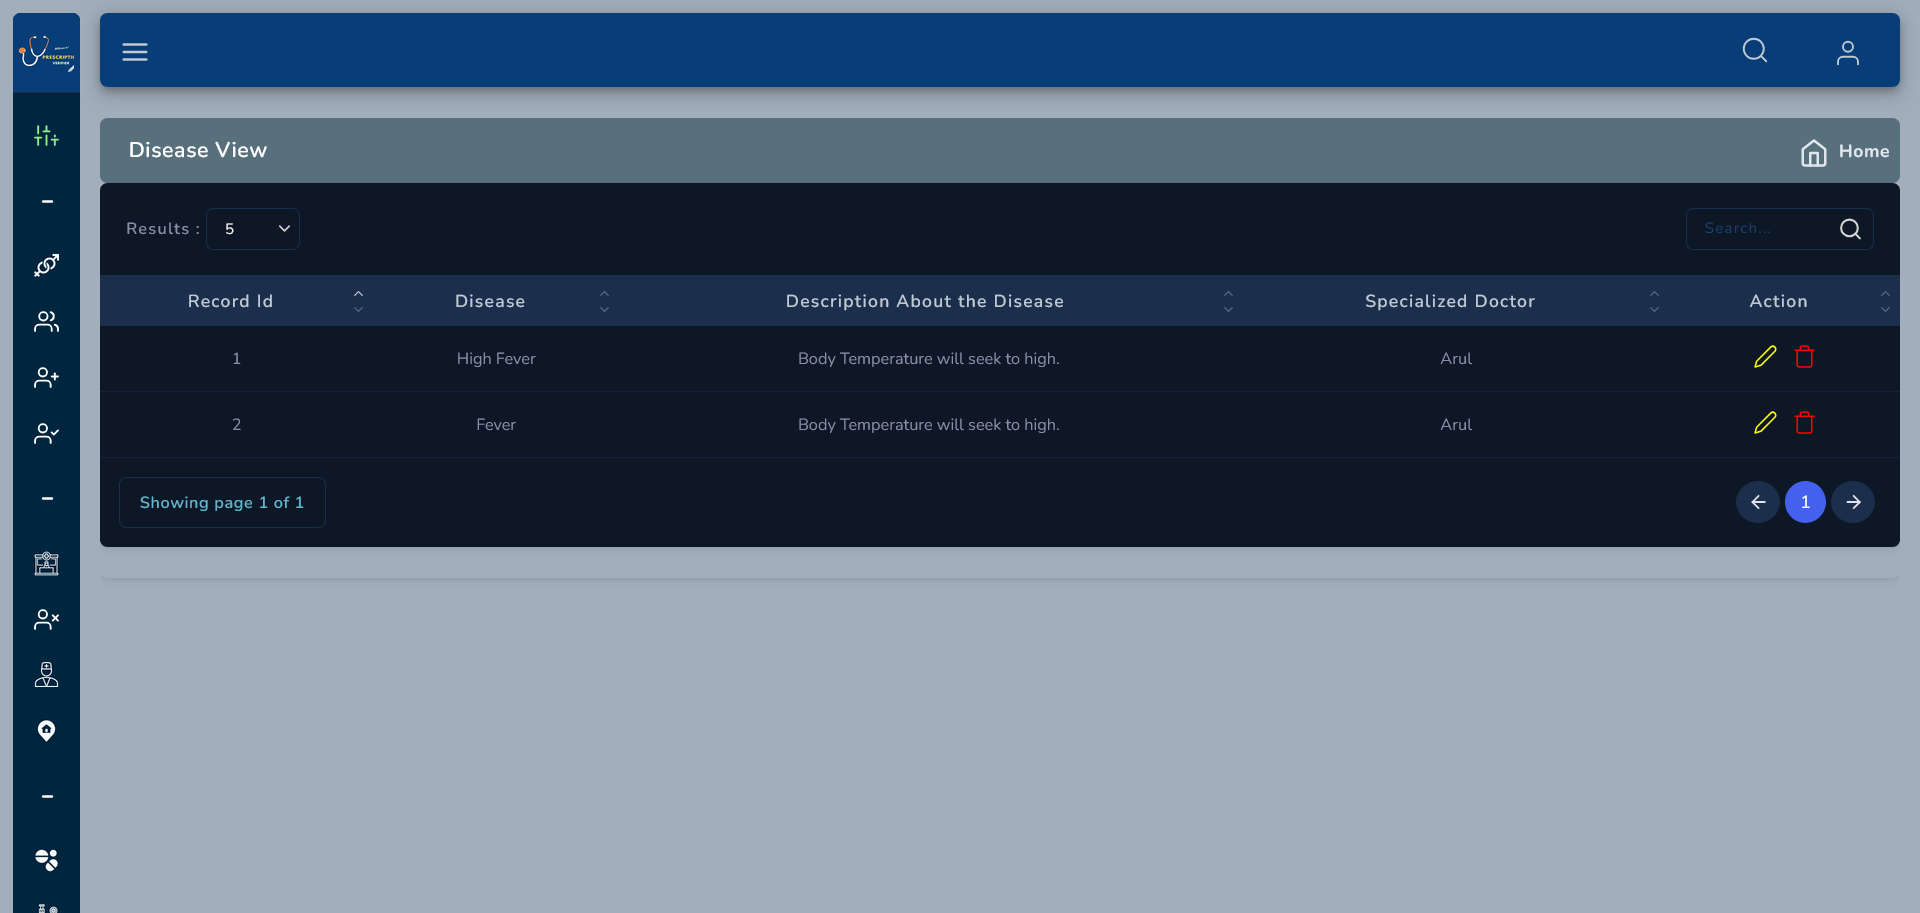 Disease View
Home
Results :
5
Search...
Record Id
Disease
Description About the Disease
Specialized Doctor
Action
1
High Fever
Body Temperature will seek to high.
Arul
2
Fever
Body Temperature will seek to high.
Arul
Showing page 1 of 1
1